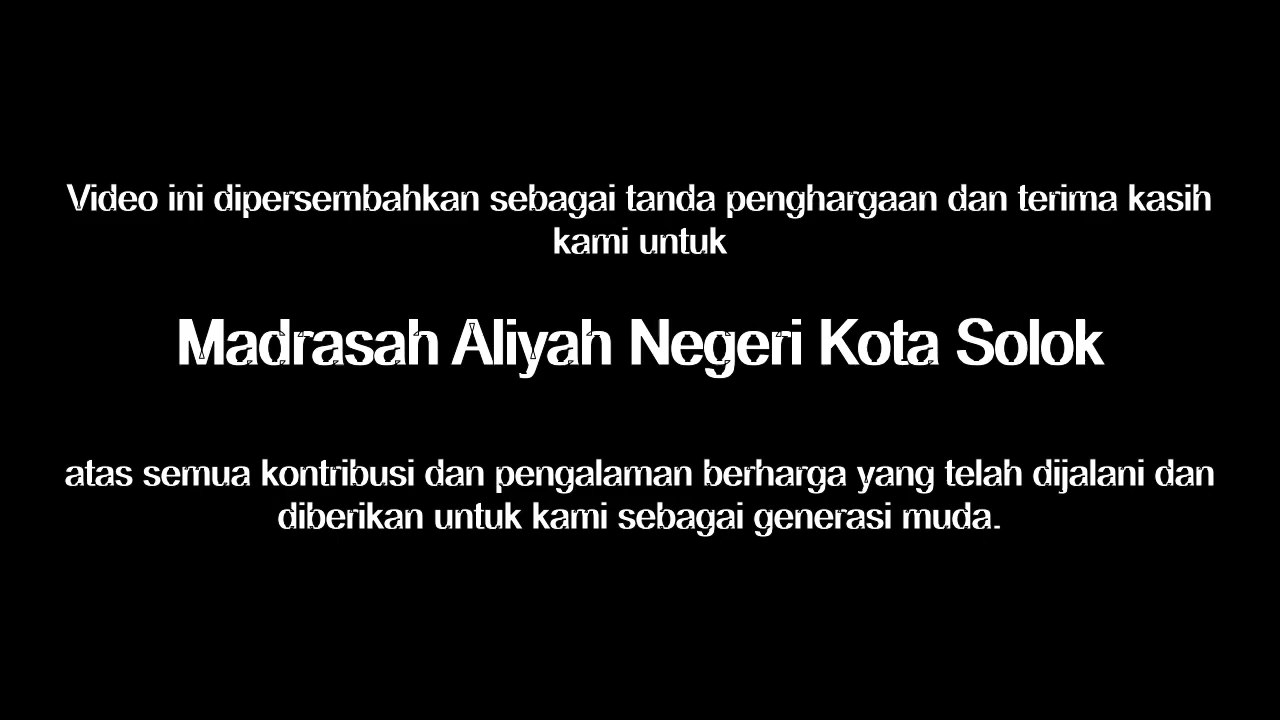 Video ini dipersembahkan sebagai tanda penghargaan dan terima kasih
kami untuk
Madrasah Aliyah Negeri Kota Solok
atas semua kontribusi dan pengalaman berharga yang telah dijalani dan
diberikan untuk kami sebagai generasi muda.